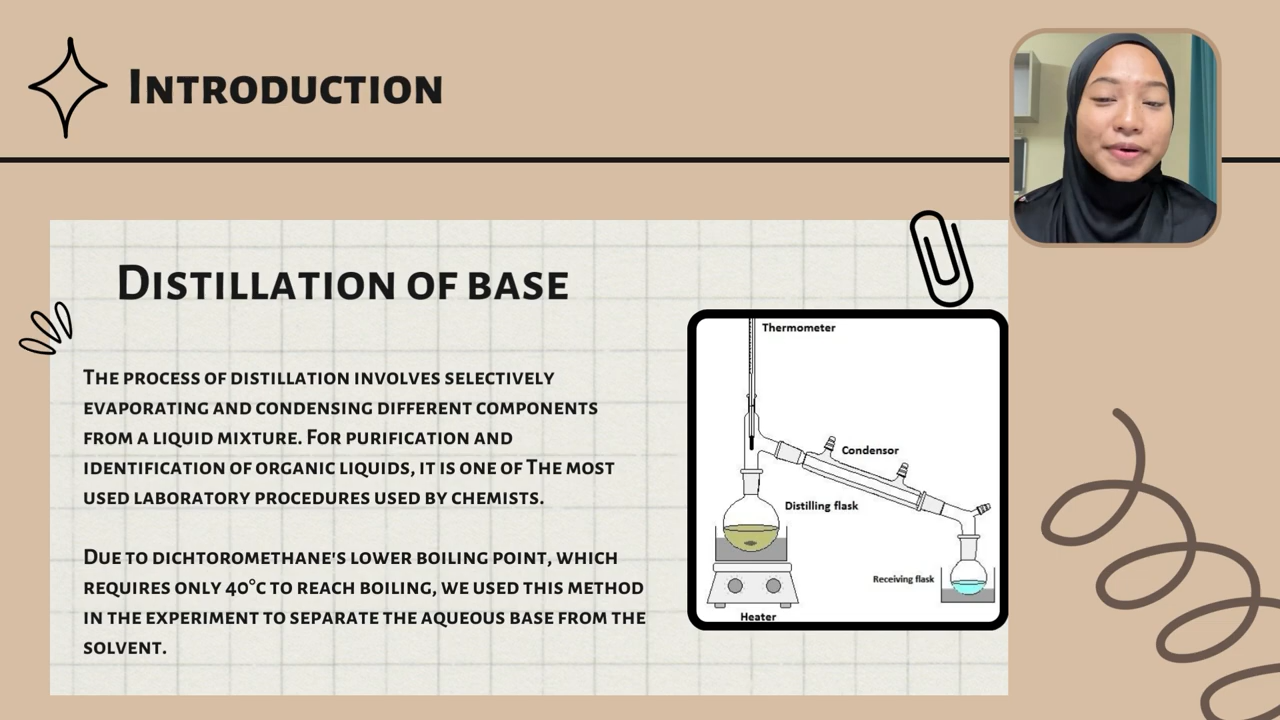 Introduction
Distillation of base
The process of distillation involves selectively
evaporating and condensing different components
from a liquid mixture. For purification and
identification of organic liquids, it is one of The most
used laboratory procedures used by chemists.
Due to dichtoromethane's lower boiling point, which
requires only 40°c to reach boiling, we used this method
in the experiment to separate the aqueous base from the
solvent.
Thermometer
Condensor
Distilling flask
Receiving flask
Heater